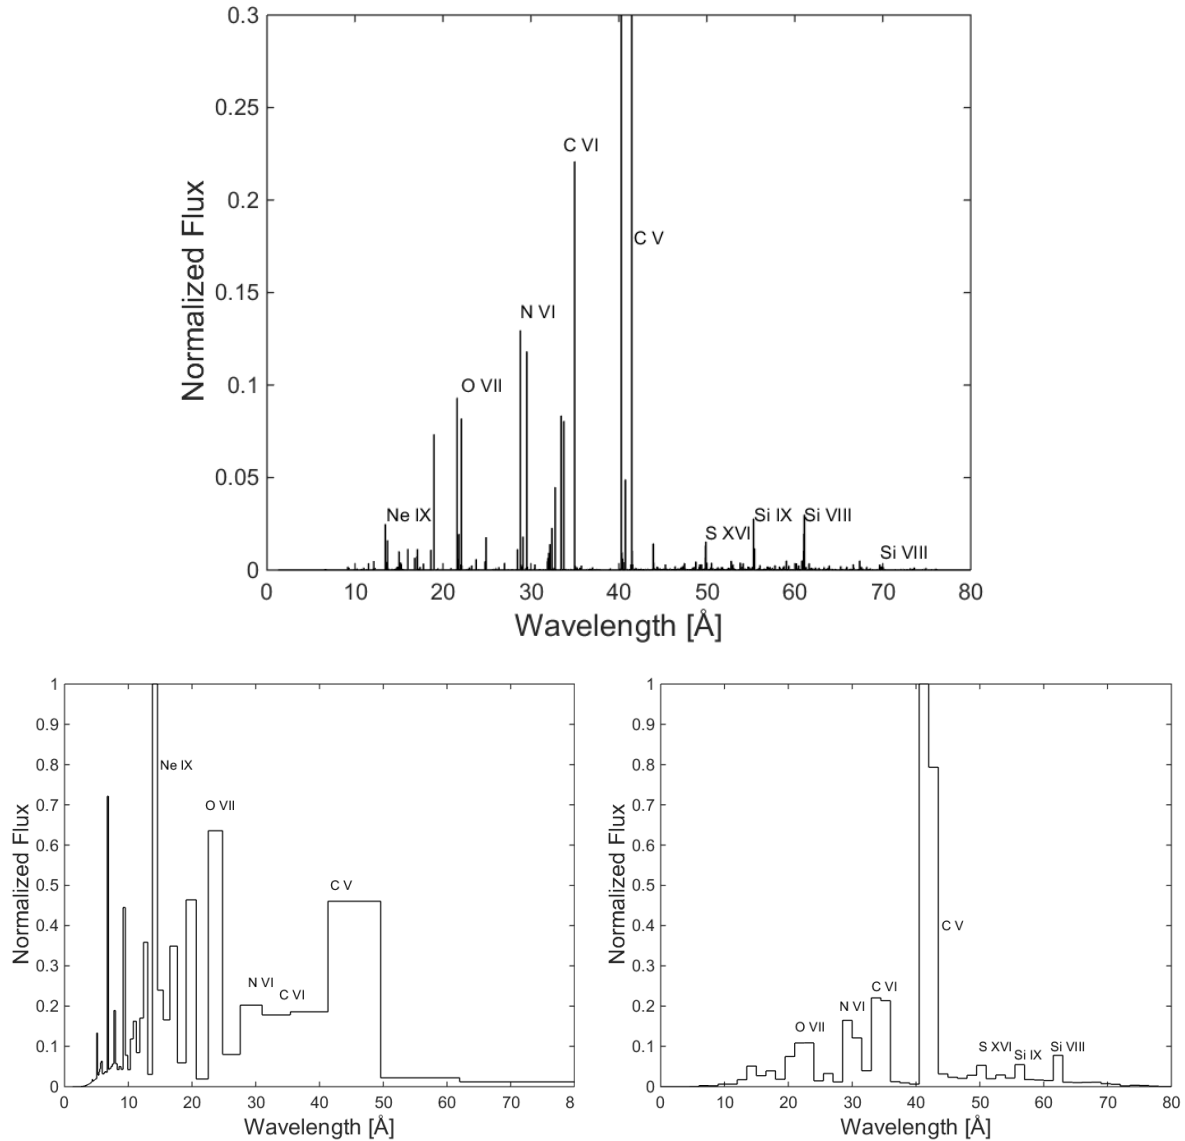 0.3
0.25
0.2
0.15
0.1
0.05
0
Normalized Flux
C VI
C V
N VI
O VII
Ne IX
S XVI
Si IX
Si VIII
Si VIII
0 10 20 30 40 50 60 70 80
Wavelength [Å]
1
0.9
0.8
0.7
0.6
0.5
0.4
0.3
0.2
0.1
0
Normalized Flux
Ne IX
O VII
C V
N VI
C VI
0 10 20 30 40 50 60 70 8
Wavelength [Å]
1
0.9
0.8
0.7
0.6
0.5
0.4
0.3
0.2
0.1
0
Normalized Flux
C V
C VI
N VI
O VII
S XVI
Si IX
Si VIII
0 10 20 30 40 50 60 70 80
Wavelength [Å]